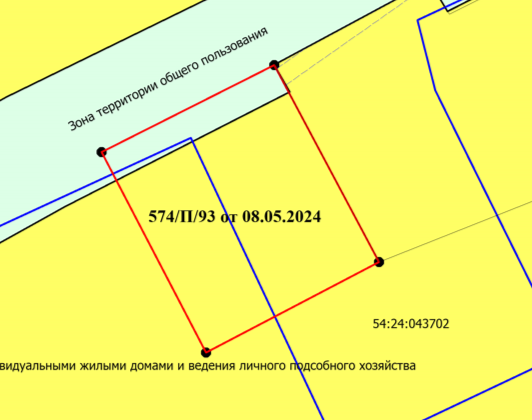 Зона территории общего пользования
574/П/93 от 08.05.2024
54:24:043702
видуальными жилыми домами и ведения личного подсобного хозяйства